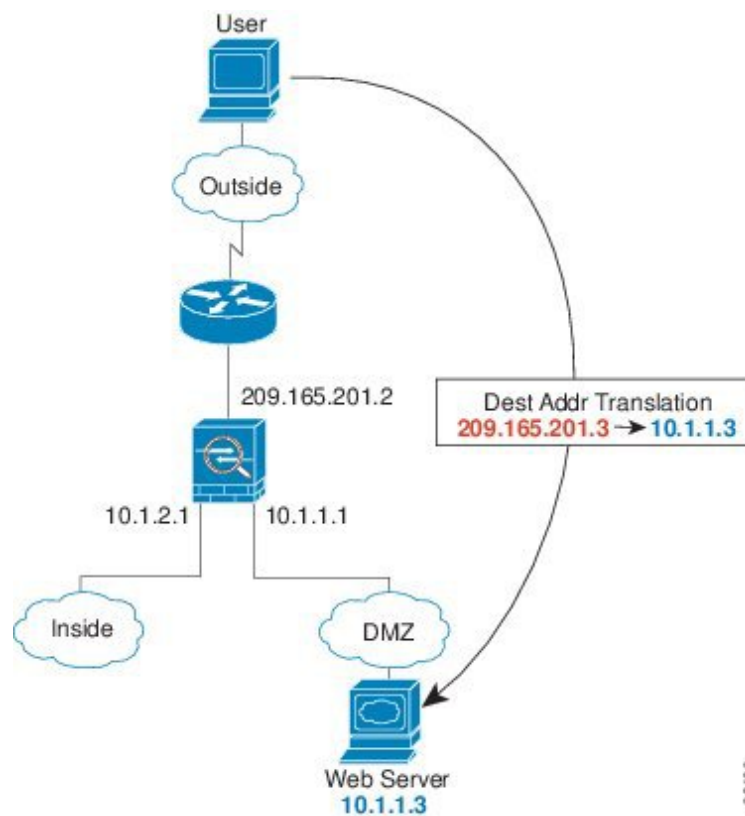 User
Outside
209.165.201.2
Dest Addr Translation
209.165.201.3 → 10.1.1.3
10.1.2.1
10.1.1.1
Inside
DMZ
Web Server
10.1.1.3